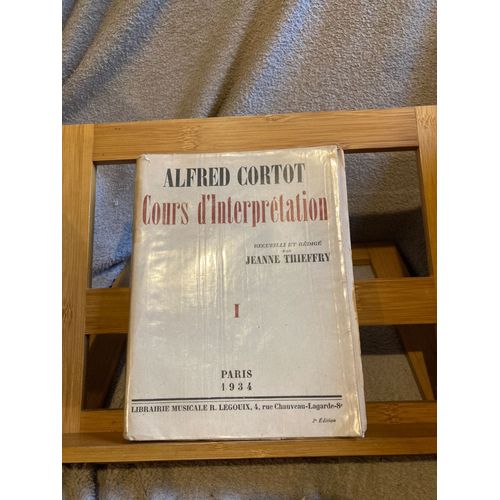 ALFRED CORTOT
Cours d'Interprétation
RECUEILLI ET RÉDIGÉ
PAR
JEANNE THIEFFRY
I
PARIS
1934
LIBRAIRIE MUSICALE R. LEGOUIX, 4, rue Chauveau-Lagarde-8e
2e Édition